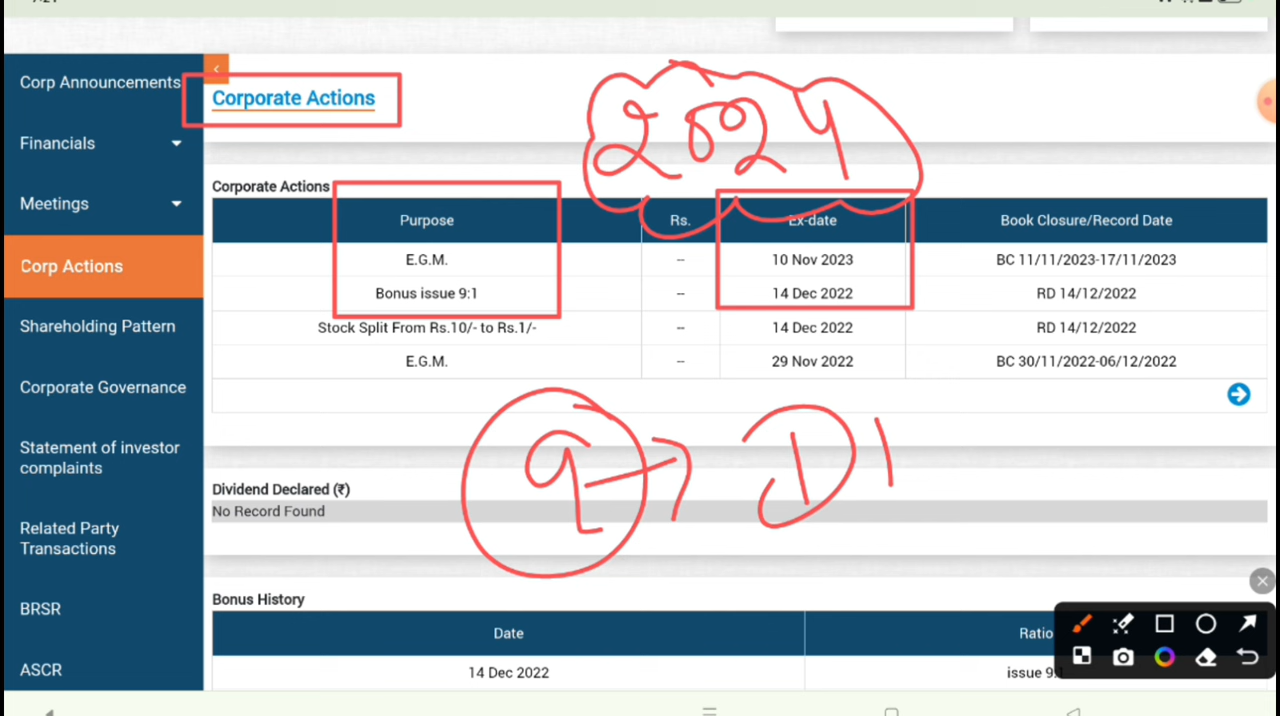 Corp Announcements
Financials
Meetings
Corp Actions
Shareholding Pattern
Corporate Governance
Statement of investor
complaints
Related Party
Transactions
BRSR
ASCR
Corporate Actions
2024
Corporate Actions
Purpose Rs. Ex-date Book Closure/Record Date
E.G.M. -- 10 Nov 2023 BC 11/11/2023-17/11/2023
Bonus issue 9:1 -- 14 Dec 2022 RD 14/12/2022
Stock Split From Rs.10/- to Rs.1/- -- 14 Dec 2022 RD 14/12/2022
E.G.M. -- 29 Nov 2022 BC 30/11/2022-06/12/2022
Dividend Declared (₹)
No Record Found
Bonus History
Date Ratio
14 Dec 2022 issue 9:1